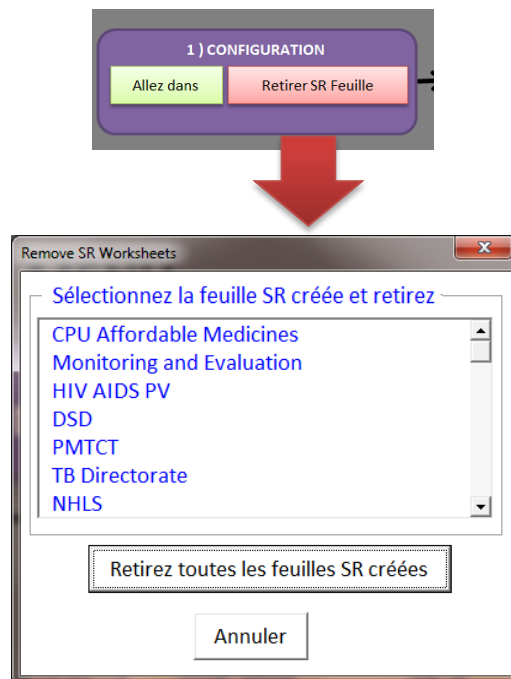 1 ) CONFIGURATION
Allez dans
Retirer SR Feuille
Remove SR Worksheets
Sélectionnez la feuille SR créée et retirez
CPU Affordable Medicines
Monitoring and Evaluation
HIV AIDS PV
DSD
PMTCT
TB Directorate
NHLS
Retirez toutes les feuilles SR créées
Annuler